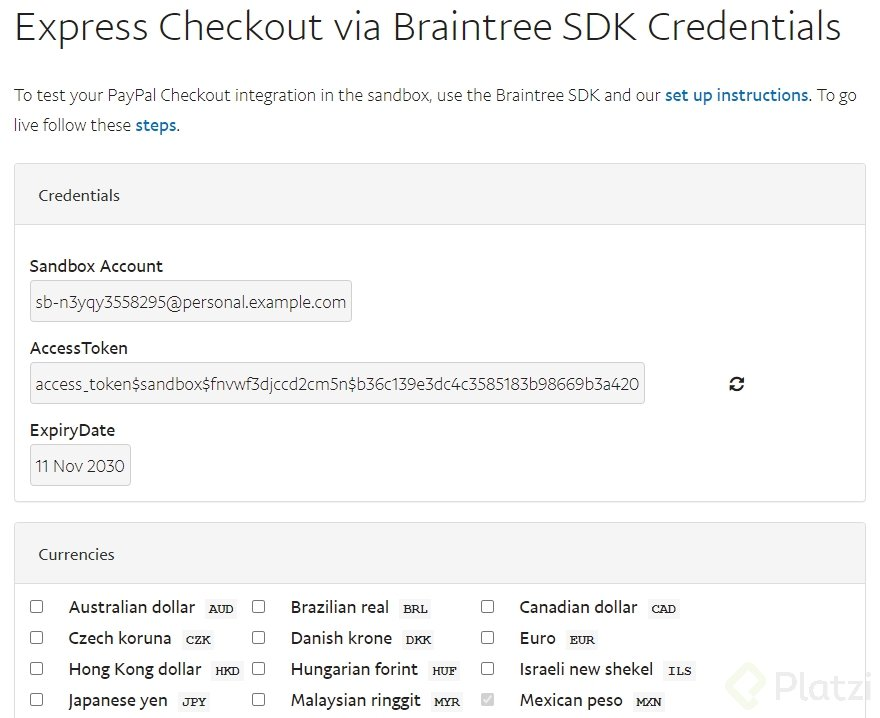 Express Checkout via Braintree SDK Credentials
To test your PayPal Checkout integration in the sandbox, use the Braintree SDK and our set up instructions. To go
live follow these steps.
Credentials
Sandbox Account
sb-n3yqy3558295@personal.example.com
AccessToken
access_token$sandbox$fnvwf3djccd2cm5n$b36c139e3dc4c3585183b98669b3a420
ExpiryDate
11 Nov 2030
Currencies
Australian dollar AUD Brazilian real BRL Canadian dollar CAD
Czech koruna CZK Danish krone DKK Euro EUR
Hong Kong dollar HKD Hungarian forint HUF Israeli new shekel ILS
Japanese yen JPY Malaysian ringgit MYR Mexican peso MXN
Platzi